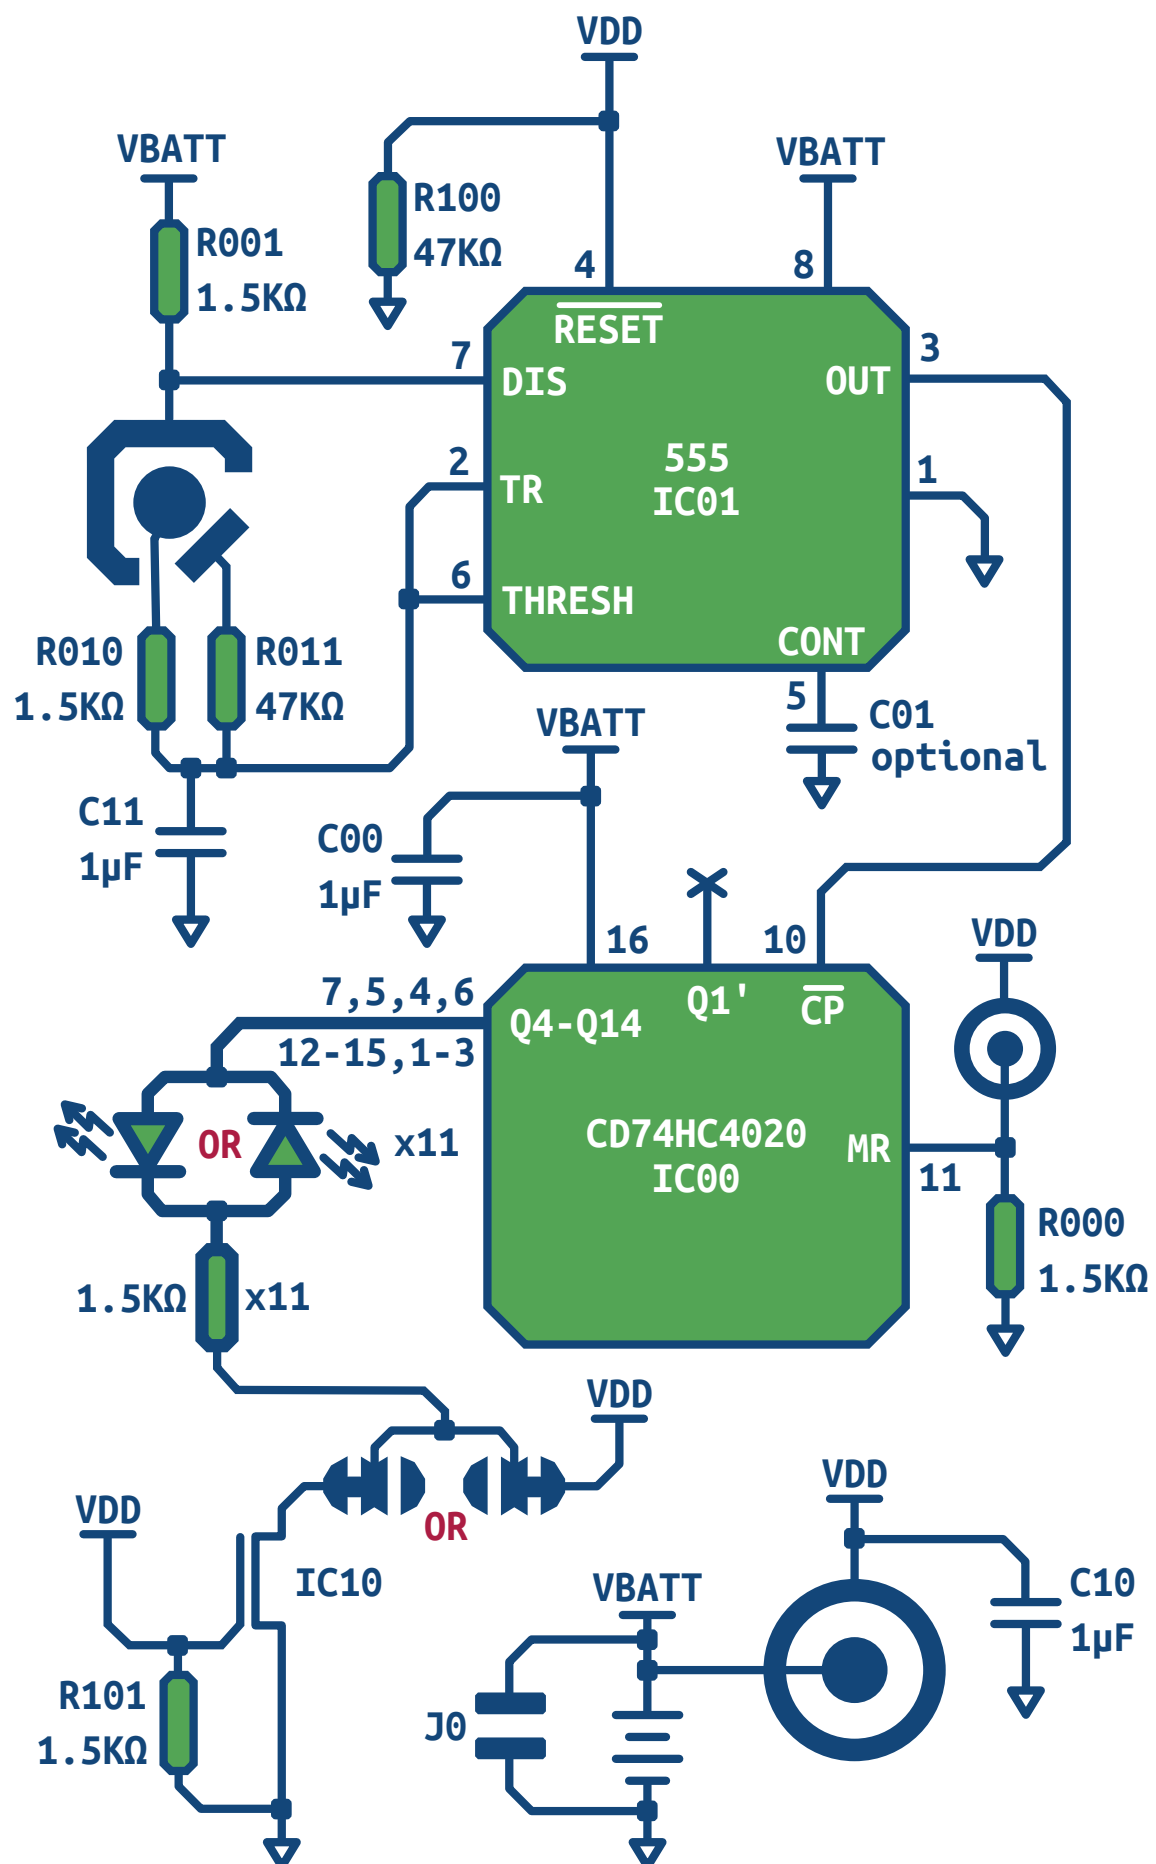 VDD
VBATT
VBATT
R100
47KΩ
R001
1.5KΩ
4
8
RESET
7
3
DIS
OUT
555
IC01
2
TR
1
6
THRESH
CONT
R010
1.5KΩ
R011
47KΩ
5
C01
optional
VBATT
C11
1µF
C00
1µF
16
10
VDD
7,5,4,6
Q4-Q14
Q1'
CP
12-15,1-3
OR
x11
CD74HC4020
IC00
MR
11
R000
1.5KΩ
1.5KΩ
x11
VDD
VDD
OR
VDD
IC10
VBATT
C10
1µF
R101
1.5KΩ
J0